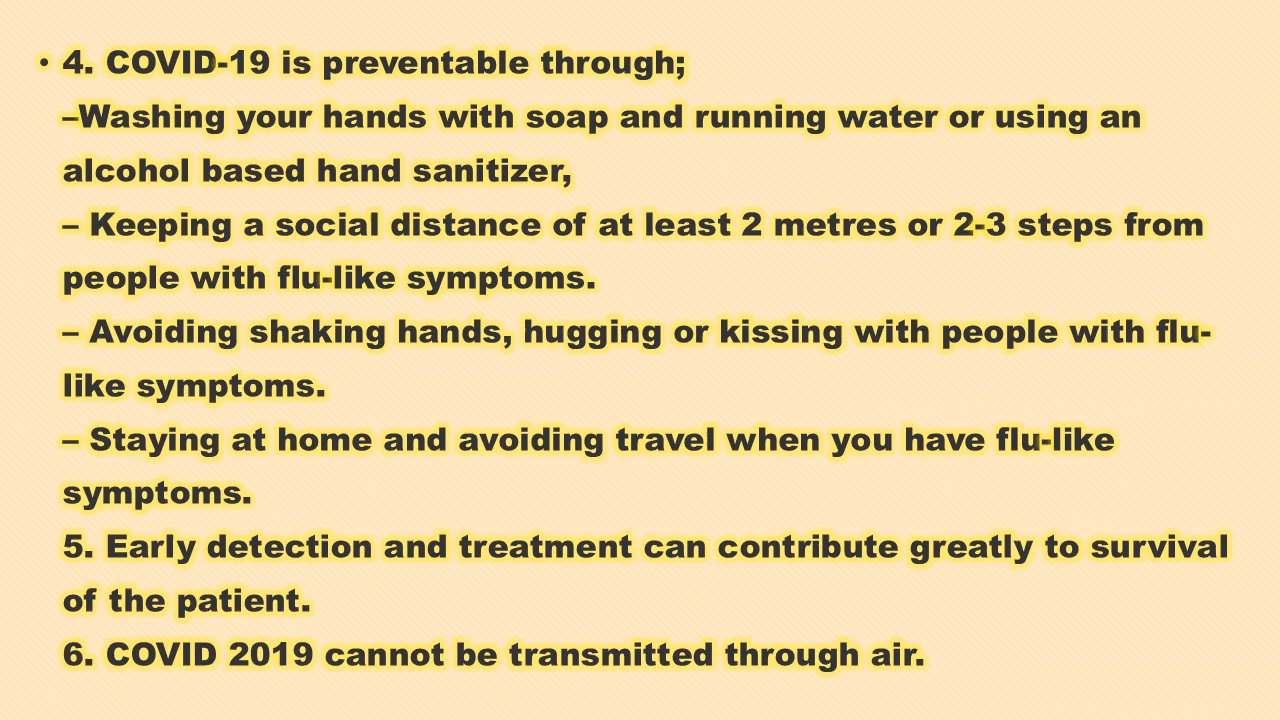 • 4. COVID-19 is preventable through;
–Washing your hands with soap and running water or using an
alcohol based hand sanitizer,
– Keeping a social distance of at least 2 metres or 2-3 steps from
people with flu-like symptoms.
– Avoiding shaking hands, hugging or kissing with people with flu-
like symptoms.
– Staying at home and avoiding travel when you have flu-like
symptoms.
5. Early detection and treatment can contribute greatly to survival
of the patient.
6. COVID 2019 cannot be transmitted through air.